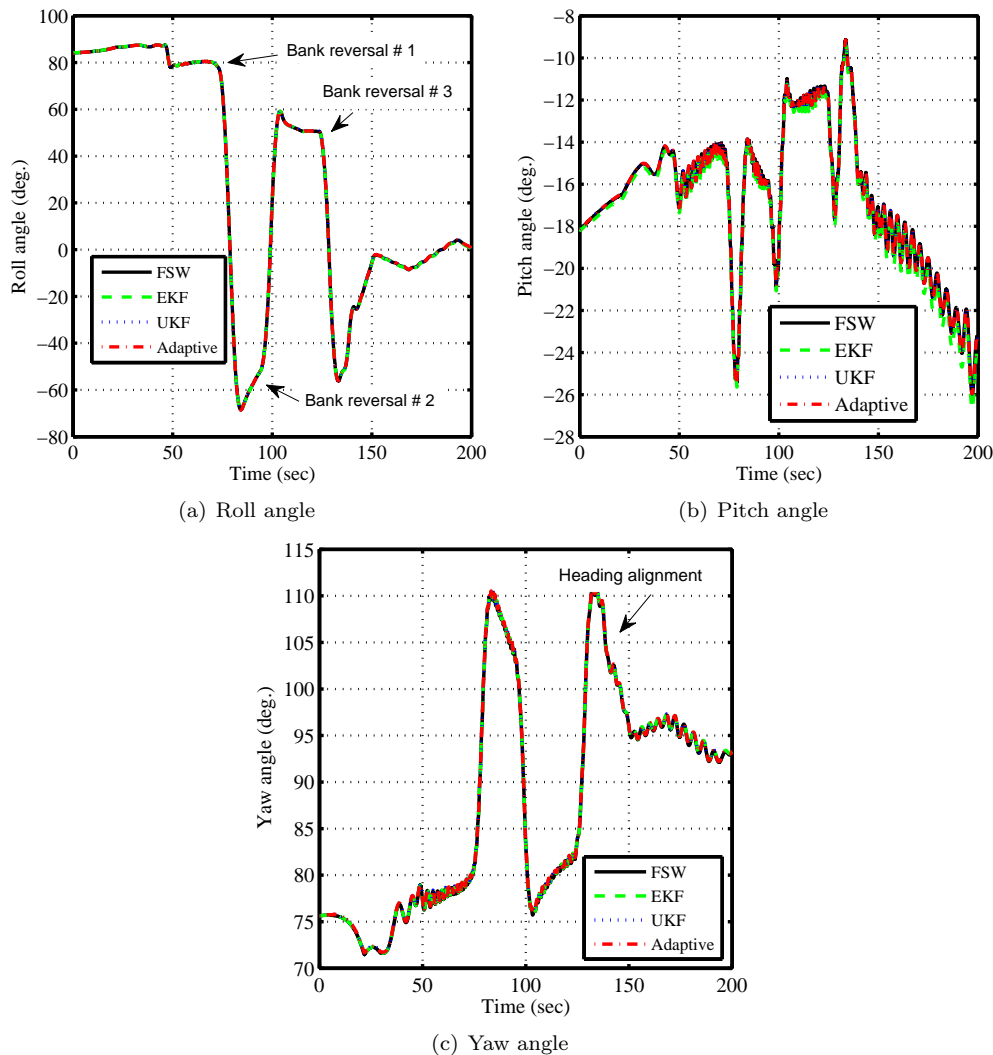 100
80
60
40
20
0
−20
−40
−60
−80
0
50
100
150
200
Roll angle (deg.)
Time (sec)
Bank reversal # 1
Bank reversal # 3
Bank reversal # 2
FSW
EKF
UKF
Adaptive
(a) Roll angle
−8
−10
−12
−14
−16
−18
−20
−22
−24
−26
−28
0
50
100
150
200
Pitch angle (deg.)
Time (sec)
FSW
EKF
UKF
Adaptive
(b) Pitch angle
115
110
105
100
95
90
85
80
75
70
0
50
100
150
200
Yaw angle (deg.)
Time (sec)
Heading alignment
FSW
EKF
UKF
Adaptive
(c) Yaw angle